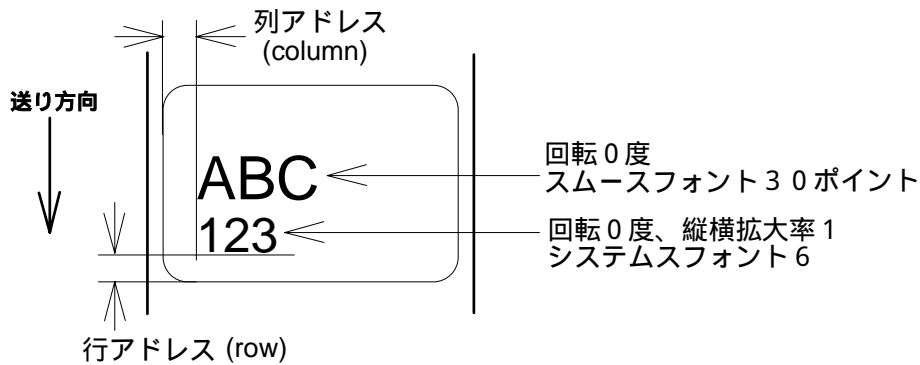 列アドレス
(column)
送り方向
ABC
123
回転０度
スムースフォント３０ポイント
回転０度、縦横拡大率１
システムスフォント６
行アドレス (row)